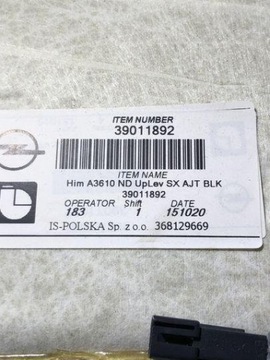 ITEM NUMBER
39011892
ITEM NAME
Him A3610 ND UpLev SX AJT BLK
39011892
OPERATOR Shift DATE
183 1 151020
IS-POLSKA Sp. z o.o. 368129669